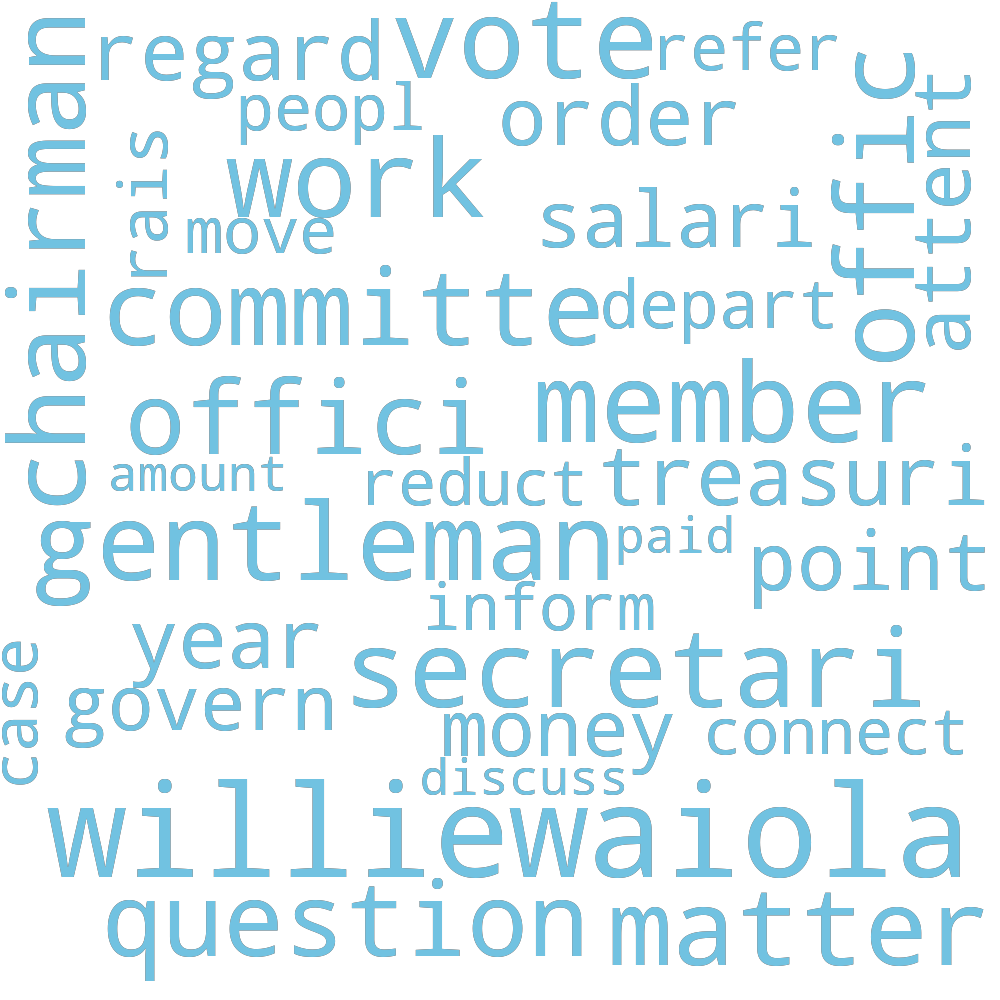 chairman
regard
vote
refer
offic
attent
peopl
order
rais
work
move
salari
committe
depart
offici
member
amount
reduct
treasuri
gentleman
paid
point
inform
year
case
secretari
govern
money
connect
discuss
williewaiola
question
matter